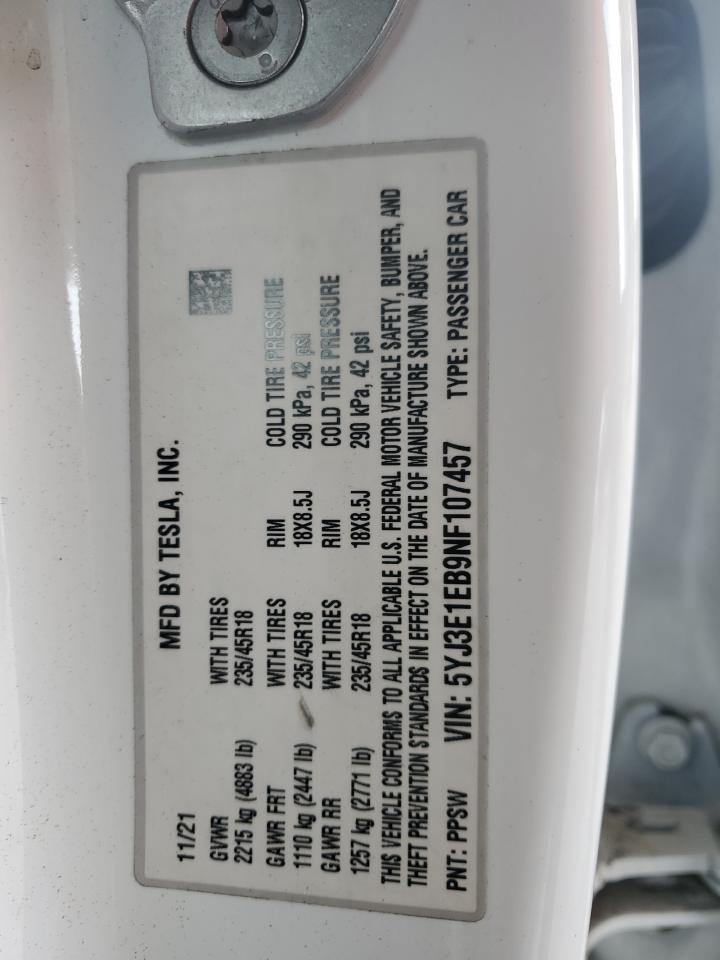 MFD BY TESLA, INC.
11/21
GVWR WITH TIRES
2215 kg (4883 lb) 235/45R18
GAWR FRT WITH TIRES RIM COLD TIRE PRESSURE
1110 kg (2447 lb) 235/45R18 18X8.5J 290 kPa, 42 psi
GAWR RR WITH TIRES RIM COLD TIRE PRESSURE
1257 kg (2771 lb) 235/45R18 18X8.5J 290 kPa, 42 psi
THIS VEHICLE CONFORMS TO ALL APPLICABLE U.S. FEDERAL MOTOR VEHICLE SAFETY, BUMPER, AND
THEFT PREVENTION STANDARDS IN EFFECT ON THE DATE OF MANUFACTURE SHOWN ABOVE.
PNT: PPSW VIN: 5YJ3E1EB9NF107457 TYPE: PASSENGER CAR